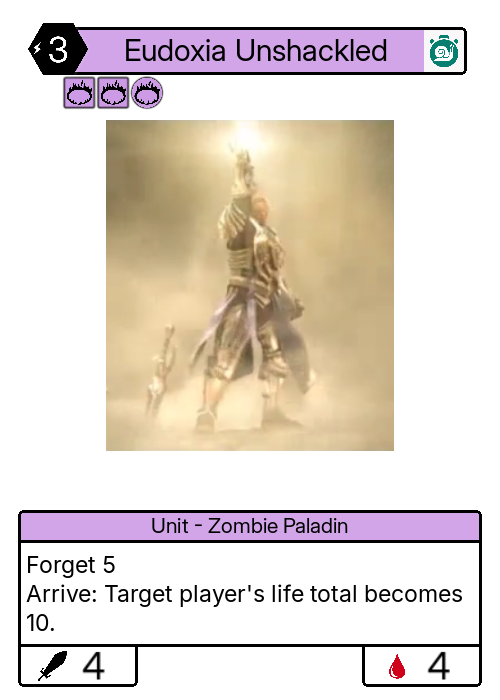 3
Eudoxia Unshackled
Unit - Zombie Paladin
Forget 5
Arrive: Target player's life total becomes
10.
4
4